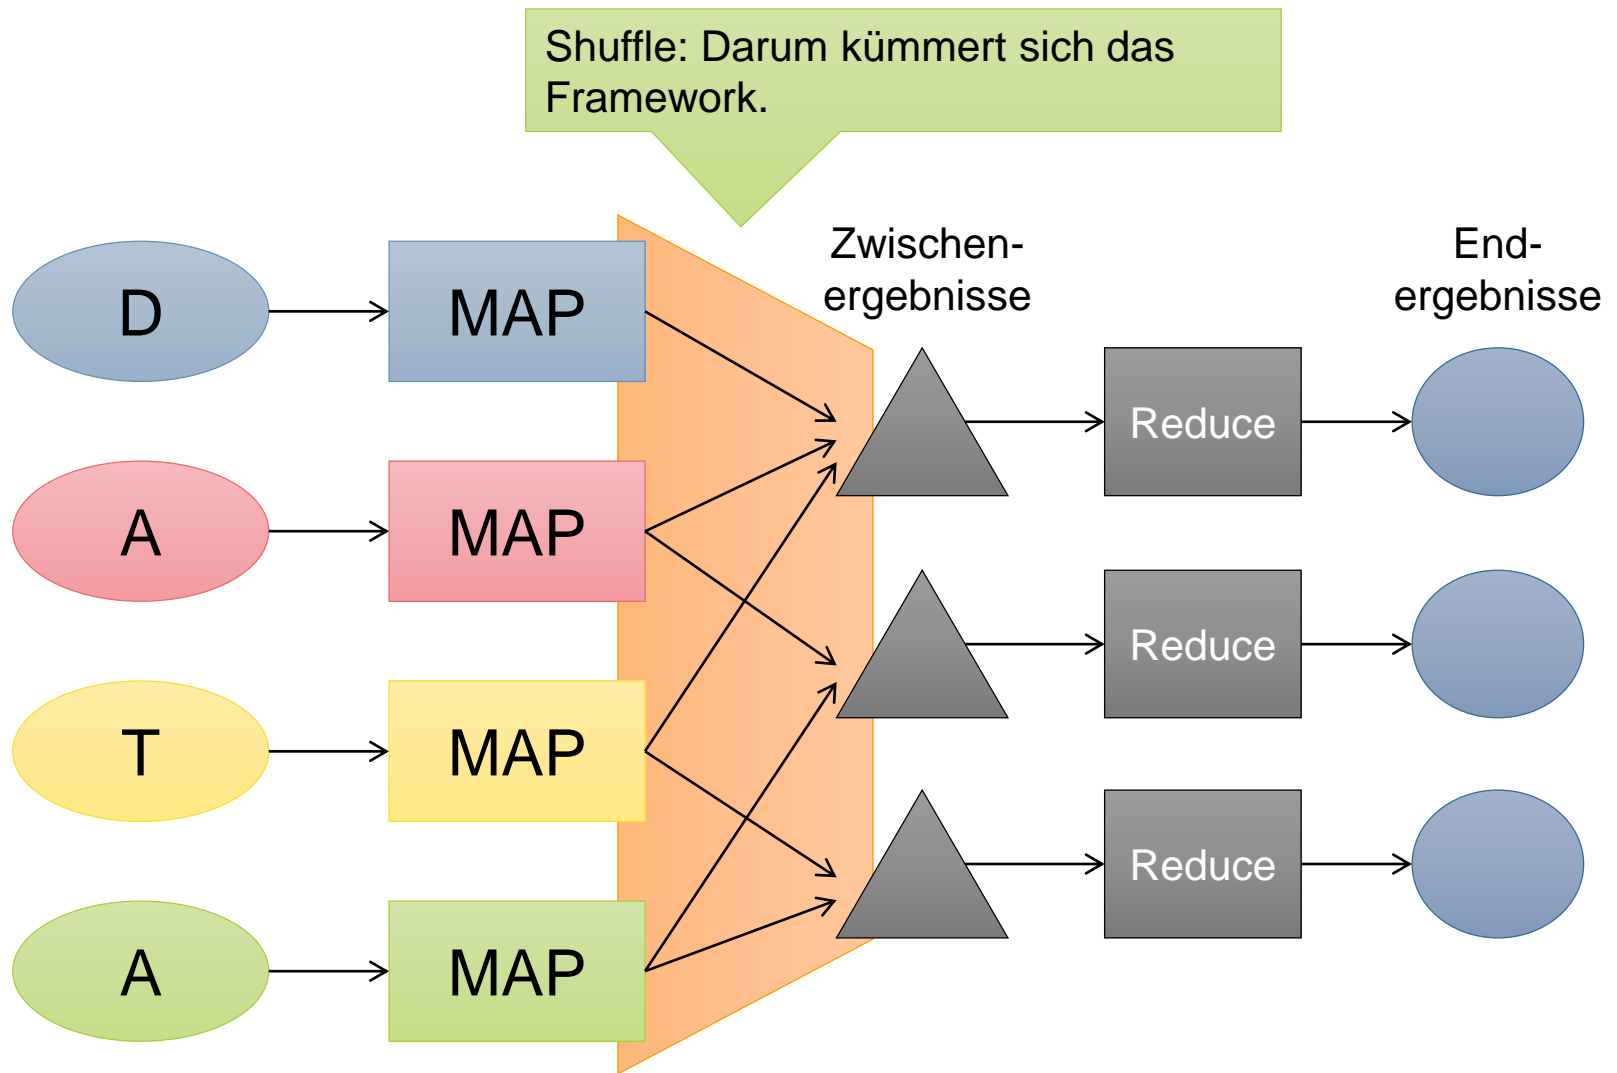 Shuffle: Darum kümmert sich das
Framework.
Zwischen-
ergebnisse
End-
ergebnisse
D
MAP
Reduce
A
MAP
Reduce
T
MAP
Reduce
A
MAP